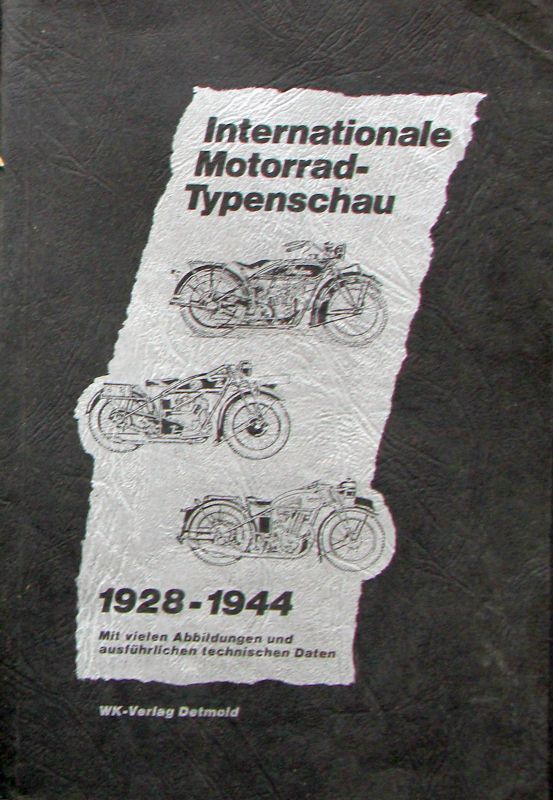 Internationale
Motorrad-
Typenschau
1928-1944
Mit vielen Abbildungen und
ausführlichen technischen Daten
WK-Verlag Detmold